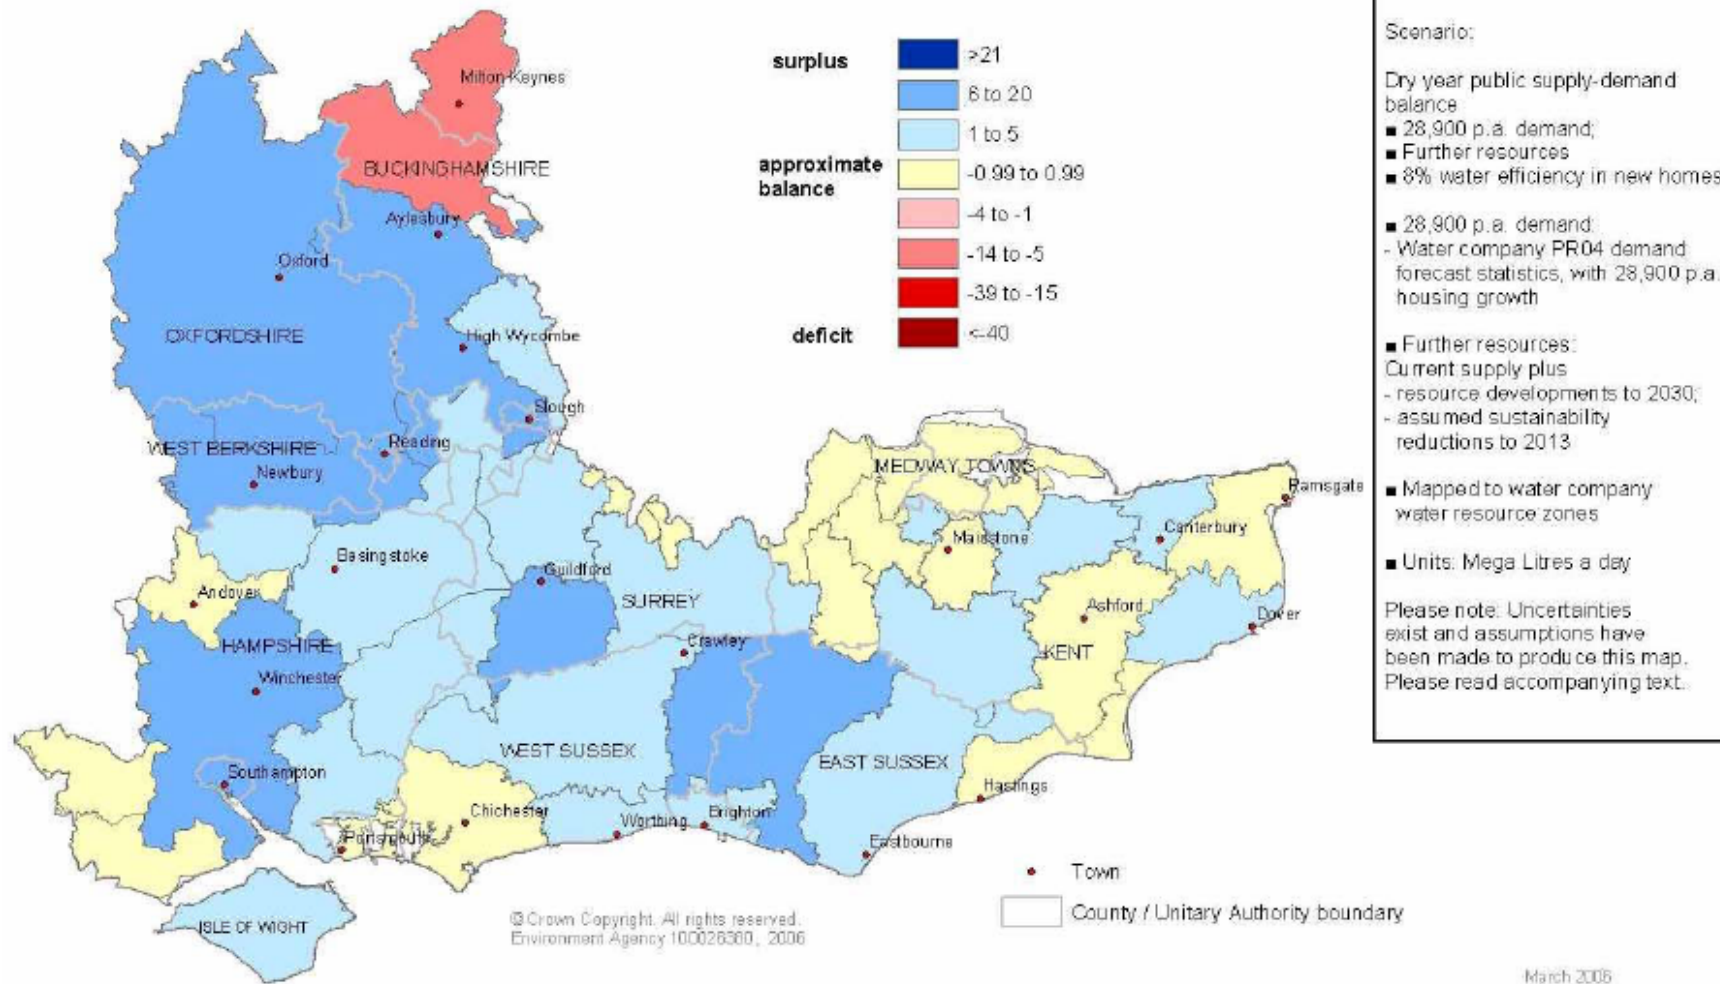 surplus
>21
6 to 20
1 to 5
approximate
balance
-0.99 to 0.99
-4 to -1
-14 to -5
-39 to -15
deficit
<-40
Scenario:
Dry year public supply-demand
balance
■ 28,900 p.a. demand;
■ Further resources
■ 8% water efficiency in new homes
■ 28,900 p.a. demand:
- Water company PR04 demand
forecast statistics, with 28,900 p.a.
housing growth
■ Further resources:
Current supply plus
- resource developments to 2030;
- assumed sustainability
reductions to 2013
■ Mapped to water company
water resource zones
■ Units: Mega Litres a day
Please note: Uncertainties
exist and assumptions have
been made to produce this map.
Please read accompanying text.
Milton Keynes
BUCKINGHAMSHIRE
Aylesbury
Oxford
OXFORDSHIRE
High Wycombe
Slough
WEST BERKSHIRE
Reading
Newbury
MEDWAY TOWNS
Ramsgate
Canterbury
Maidstone
Basingstoke
Guildford
Andover
SURREY
Ashford
Dover
HAMPSHIRE
Crawley
KENT
Winchester
WEST SUSSEX
EAST SUSSEX
Southampton
Hastings
Chichester
Worthing
Brighton
Portsmouth
Eastbourne
ISLE OF WIGHT
Town
County / Unitary Authority boundary
© Crown Copyright. All rights reserved.
Environment Agency 100026380, 2006
March 2006